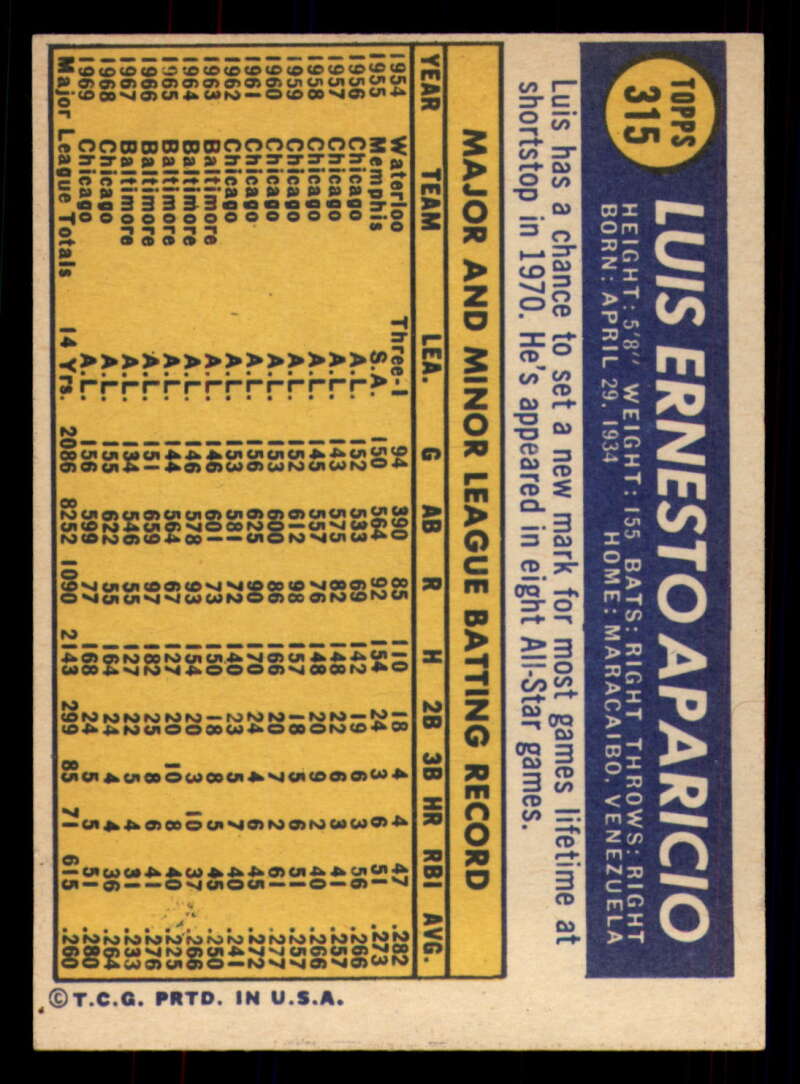 TOPPS
315
LUIS ERNESTO APARICIO
HEIGHT: 5'8" WEIGHT: 155 BATS: RIGHT THROWS: RIGHT
BORN: APRIL 29, 1934 HOME: MARACAIBO, VENEZUELA
Luis has a chance to set a new mark for most games lifetime at
shortstop in 1970. He's appeared in eight All-Star games.
MAJOR AND MINOR LEAGUE BATTING RECORD
YEAR TEAM LEA. G AB R H 2B 3B HR RBI AVG.
1954 Waterloo Three-I 94 390 85 110 18 4 4 47 .282
1955 Memphis S.A. 150 564 92 154 24 3 6 51 .273
1956 Chicago A.L. 152 533 69 142 19 6 3 56 .266
1957 Chicago A.L. 143 575 82 148 22 6 3 41 .257
1958 Chicago A.L. 145 557 76 148 20 9 2 40 .266
1959 Chicago A.L. 152 612 98 157 18 5 6 51 .257
1960 Chicago A.L. 153 600 86 166 20 7 2 61 .277
1961 Chicago A.L. 156 625 90 170 24 4 6 45 .272
1962 Chicago A.L. 153 581 72 140 23 5 7 40 .241
1963 Baltimore A.L. 146 601 73 150 18 8 5 45 .250
1964 Baltimore A.L. 146 578 93 154 20 3 10 37 .266
1965 Baltimore A.L. 144 564 67 127 20 10 8 40 .225
1966 Baltimore A.L. 151 659 97 182 25 8 6 41 .276
1967 Baltimore A.L. 134 546 55 127 22 5 4 31 .233
1968 Chicago A.L. 155 622 55 164 24 4 4 36 .264
1969 Chicago A.L. 156 599 77 168 24 5 5 51 .280
Major League Totals 14 Yrs. 2086 8252 1090 2143 299 85 71 615 .260
© T.C.G. PRTD. IN U.S.A.